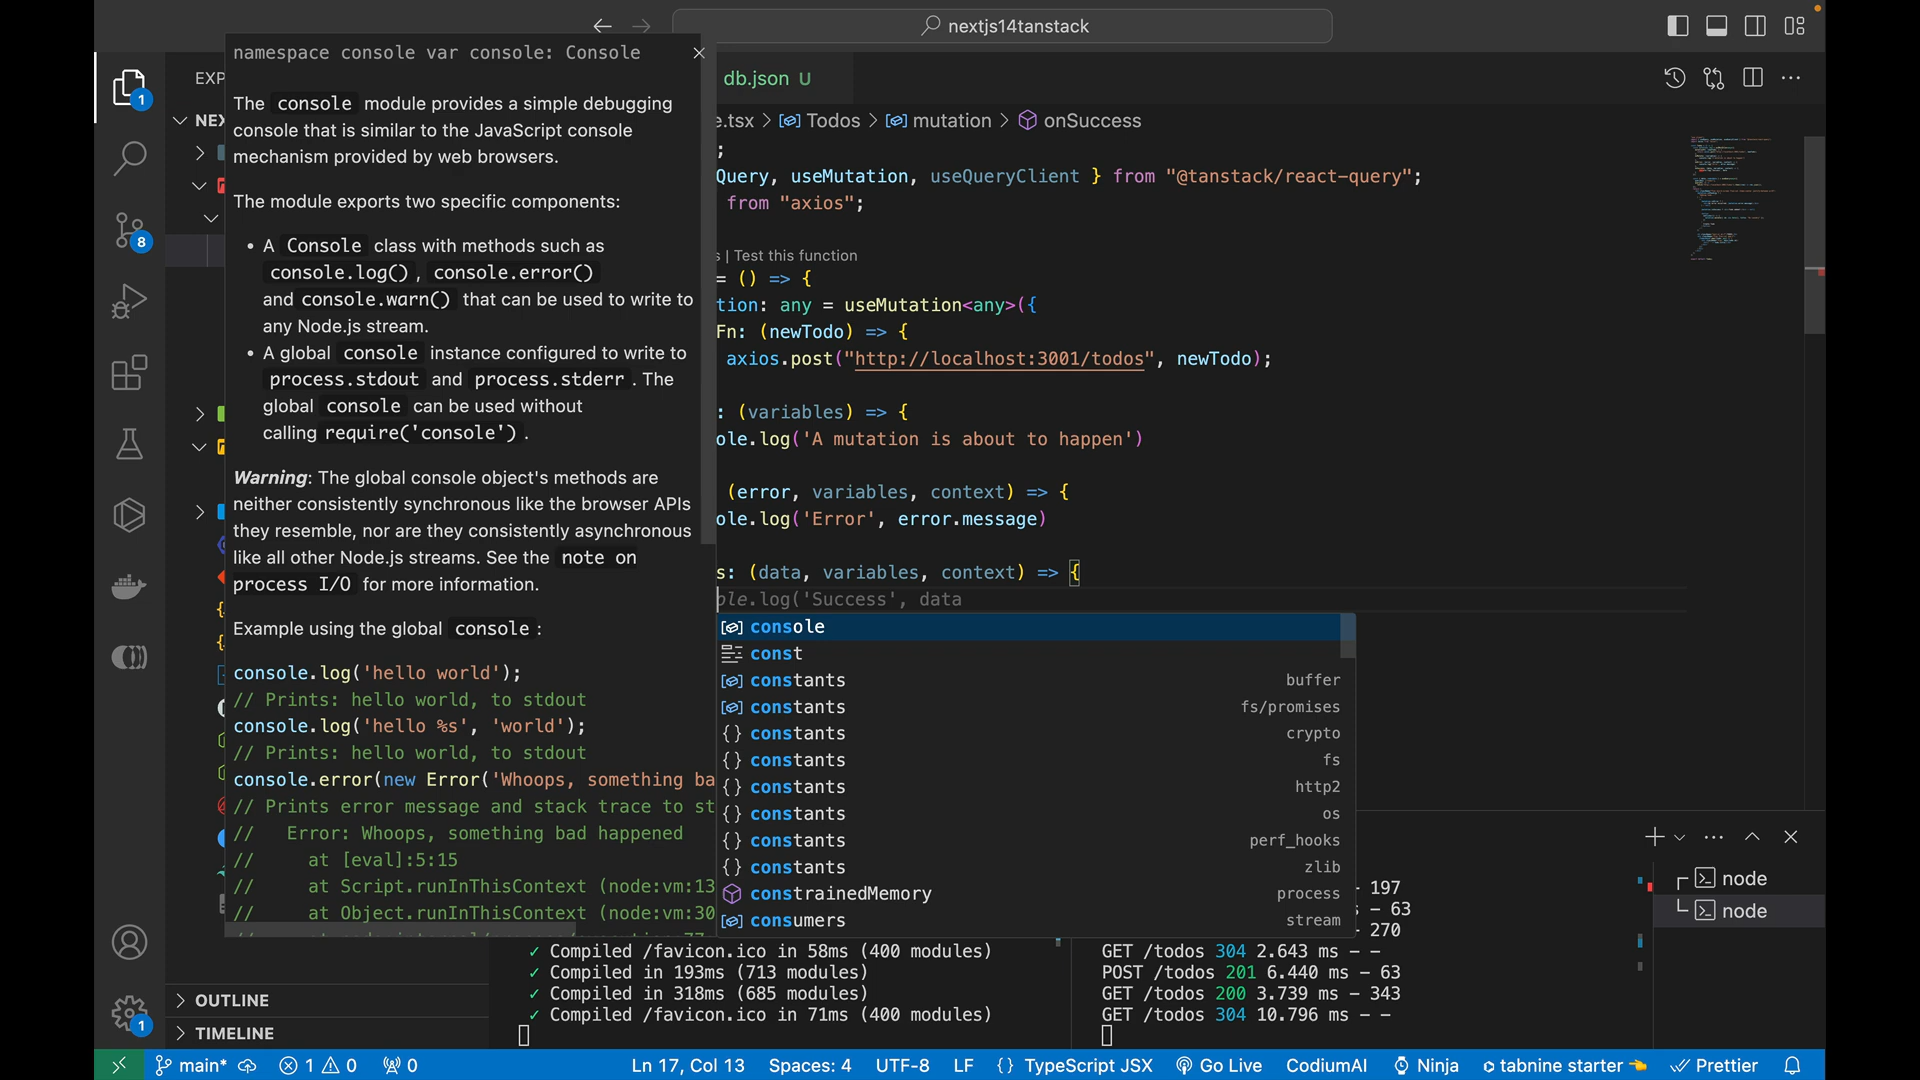 nextjs14tanstack
namespace console var console: Console
The console module provides a simple debugging
console that is similar to the JavaScript console
mechanism provided by web browsers.
The module exports two specific components:
• A Console class with methods such as
console.log(), console.error()
and console.warn() that can be used to write to
any Node.js stream.
• A global console instance configured to write to
process.stdout and process.stderr. The
global console can be used without
calling require('console').
Warning: The global console object's methods are
neither consistently synchronous like the browser APIs
they resemble, nor are they consistently asynchronous
like all other Node.js streams. See the note on
process I/O for more information.
Example using the global console:
console.log('hello world');
// Prints: hello world, to stdout
console.log('hello %s', 'world');
// Prints: hello world, to stdout
console.error(new Error('Whoops, something ba
// Prints error message and stack trace to st
//   Error: Whoops, something bad happened
//     at [eval]:5:15
//     at Script.runInThisContext (node:vm:13
//     at Object.runInThisContext (node:vm:30
EXP
NEX
1
8
1
OUTLINE
TIMELINE
db.json U
e.tsx > Todos > mutation > onSuccess
;
Query, useMutation, useQueryClient } from "@tanstack/react-query";
from "axios";
s | Test this function
= () => {
tion: any = useMutation<any>({
Fn: (newTodo) => {
axios.post("http://localhost:3001/todos", newTodo);
: (variables) => {
ole.log('A mutation is about to happen')
(error, variables, context) => {
ole.log('Error', error.message)
s: (data, variables, context) => {
ole.log('Success', data
console
const
constants buffer
constants fs/promises
constants crypto
constants fs
constants http2
constants os
constants perf_hooks
constants zlib
constrainedMemory process
consumers stream
✓ Compiled /favicon.ico in 58ms (400 modules)
✓ Compiled in 193ms (713 modules)
✓ Compiled in 318ms (685 modules)
✓ Compiled /favicon.ico in 71ms (400 modules)
- 197
s - 63
- 270
GET /todos 304 2.643 ms - -
POST /todos 201 6.440 ms - 63
GET /todos 200 3.739 ms - 343
GET /todos 304 10.796 ms - -
node
node
main* 1 0 0 Ln 17, Col 13 Spaces: 4 UTF-8 LF {} TypeScript JSX Go Live CodiumAI Ninja tabnine starter Prettier